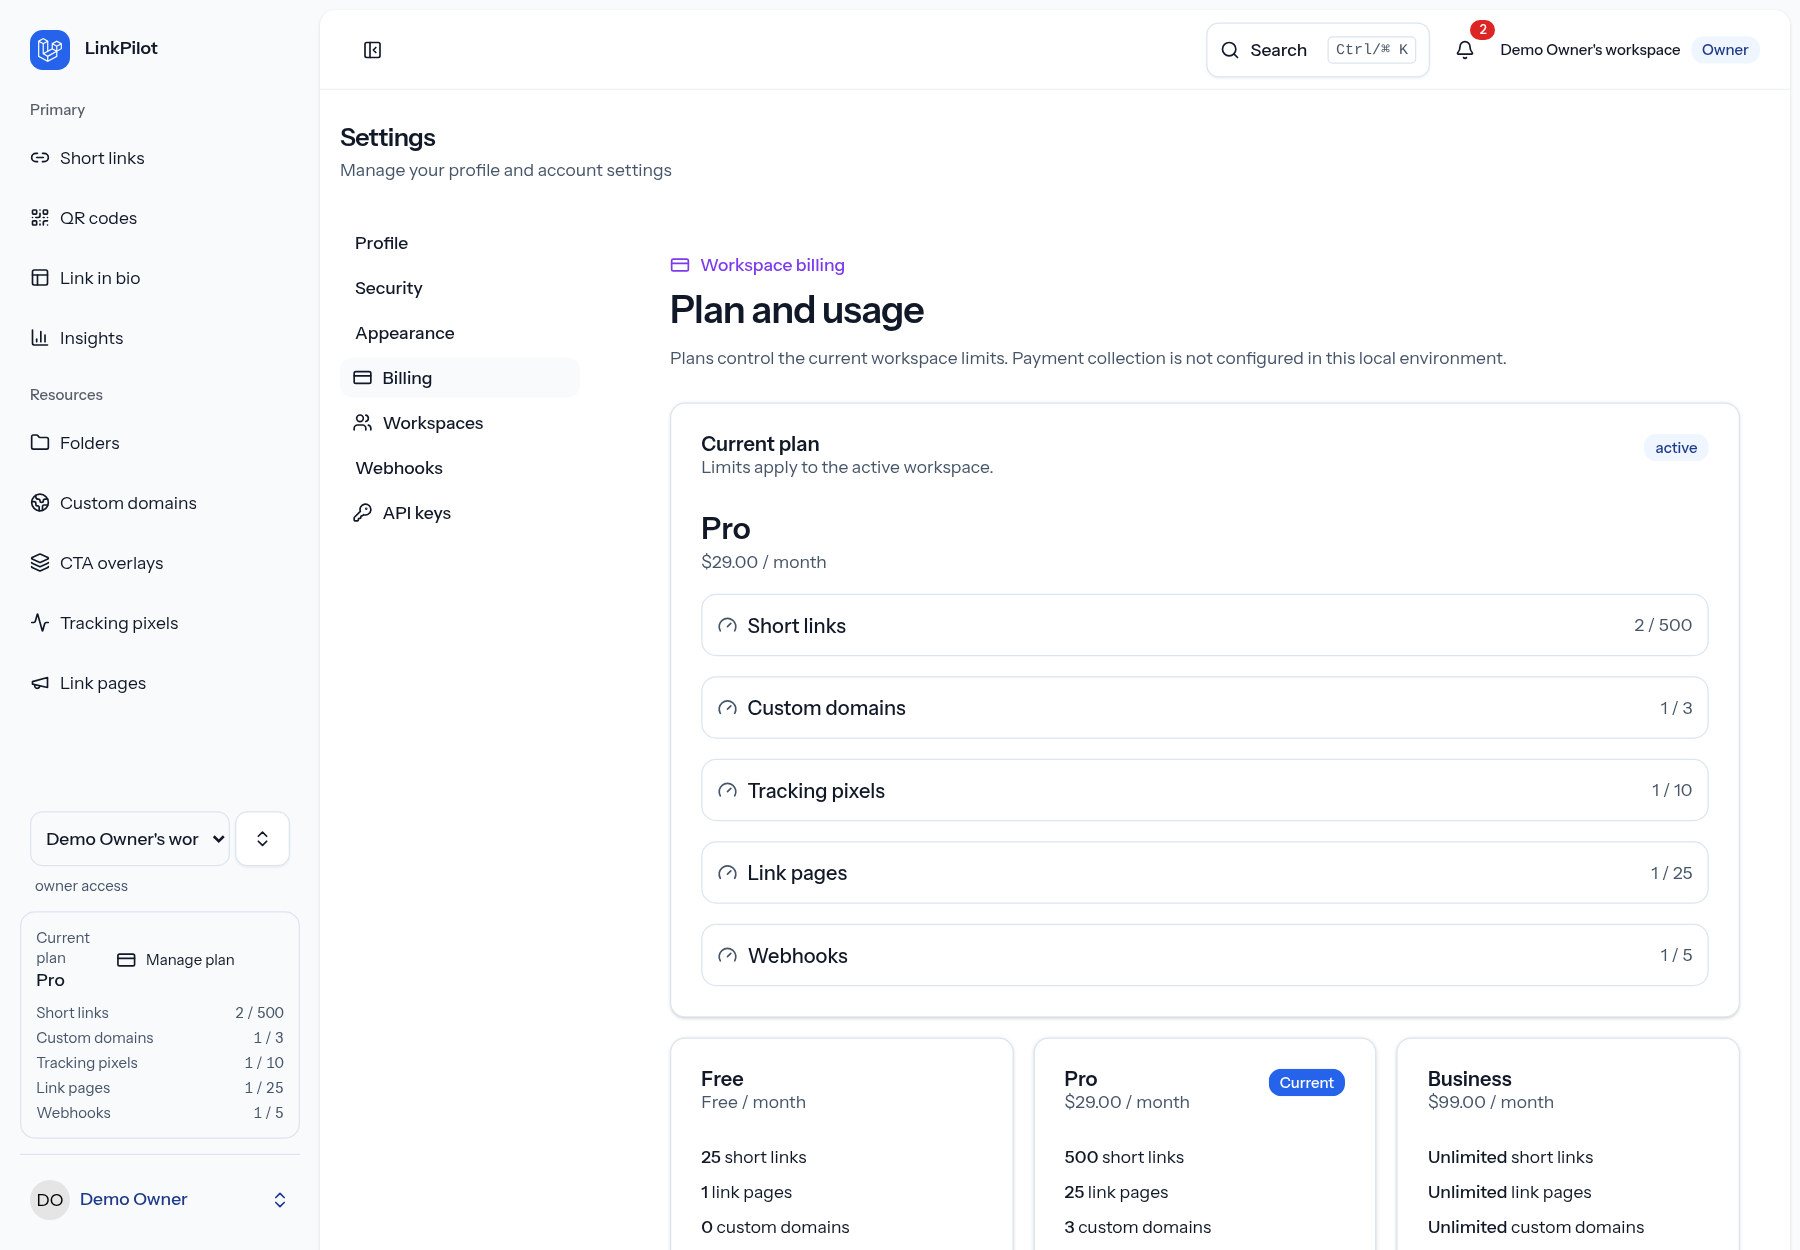 LinkPilot
Primary
Short links
QR codes
Link in bio
Insights
Resources
Folders
Custom domains
CTA overlays
Tracking pixels
Link pages
Demo Owner's wor
owner access
Current plan
Pro
Manage plan
Short links 2 / 500
Custom domains 1 / 3
Tracking pixels 1 / 10
Link pages 1 / 25
Webhooks 1 / 5
DO Demo Owner
Search Ctrl/⌘ K
2
Demo Owner's workspace Owner
Settings
Manage your profile and account settings
Profile
Security
Appearance
Billing
Workspaces
Webhooks
API keys
Workspace billing
Plan and usage
Plans control the current workspace limits. Payment collection is not configured in this local environment.
Current plan
active
Limits apply to the active workspace.
Pro
$29.00 / month
Short links 2 / 500
Custom domains 1 / 3
Tracking pixels 1 / 10
Link pages 1 / 25
Webhooks 1 / 5
Free
Free / month
25 short links
1 link pages
0 custom domains
Pro
Current
$29.00 / month
500 short links
25 link pages
3 custom domains
Business
$99.00 / month
Unlimited short links
Unlimited link pages
Unlimited custom domains